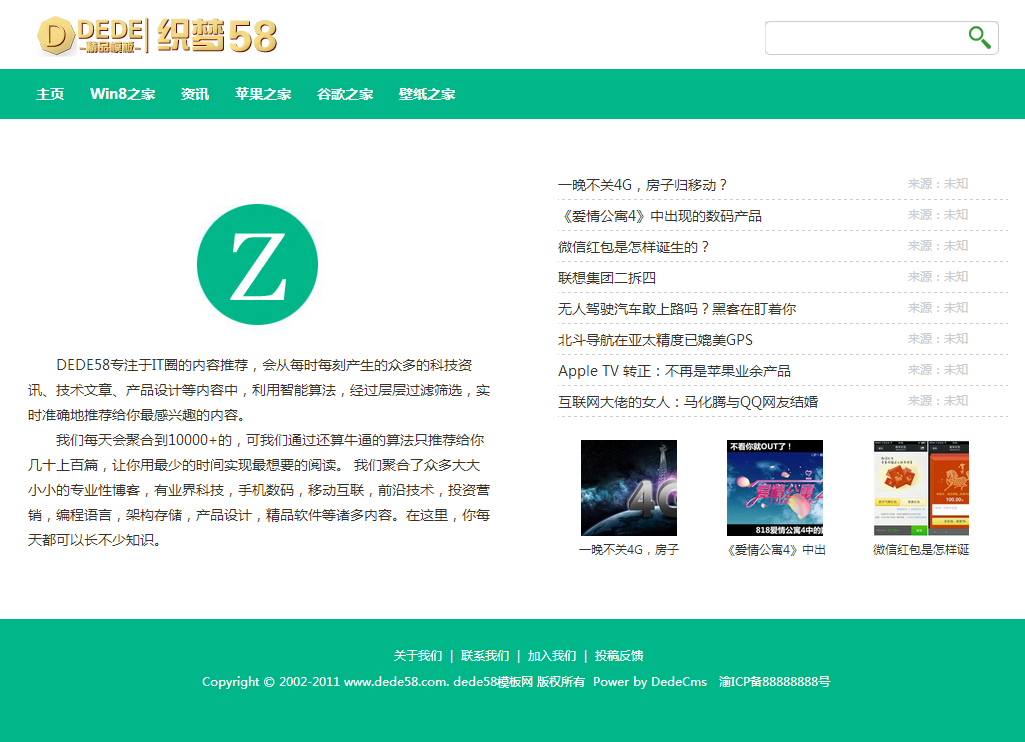 DEDE 织梦58
精品模板
主页 Win8之家 资讯 苹果之家 谷歌之家 壁纸之家
Z
DEDE58专注于IT圈的内容推荐，会从每时每刻产生的众多的科技资
讯、技术文章、产品设计等内容中，利用智能算法，经过层层过滤筛选，实
时准确地推荐给你最感兴趣的内容。
我们每天会聚合到10000+的，可我们通过还算牛逼的算法只推荐给你
几十上百篇，让你用最少的时间实现最想要的阅读。 我们聚合了众多大大
小小的专业性博客，有业界科技，手机数码，移动互联，前沿技术，投资营
销，编程语言，架构存储，产品设计，精品软件等诸多内容。在这里，你每
天都可以长不少知识。
一晚不关4G，房子归移动？ 来源：未知
《爱情公寓4》中出现的数码产品 来源：未知
微信红包是怎样诞生的？ 来源：未知
联想集团二拆四 来源：未知
无人驾驶汽车敢上路吗？黑客在盯着你 来源：未知
北斗导航在亚太精度已媲美GPS 来源：未知
Apple TV 转正：不再是苹果业余产品 来源：未知
互联网大佬的女人：马化腾与QQ网友结婚 来源：未知
4G
不看你就OUT了！
爱情公寓4
818爱情公寓4中的
100.00
一晚不关4G，房子 《爱情公寓4》中出 微信红包是怎样诞
关于我们 | 联系我们 | 加入我们 | 投稿反馈
Copyright © 2002-2011 www.dede58.com. dede58模板网 版权所有 Power by DedeCms 渝ICP备88888888号